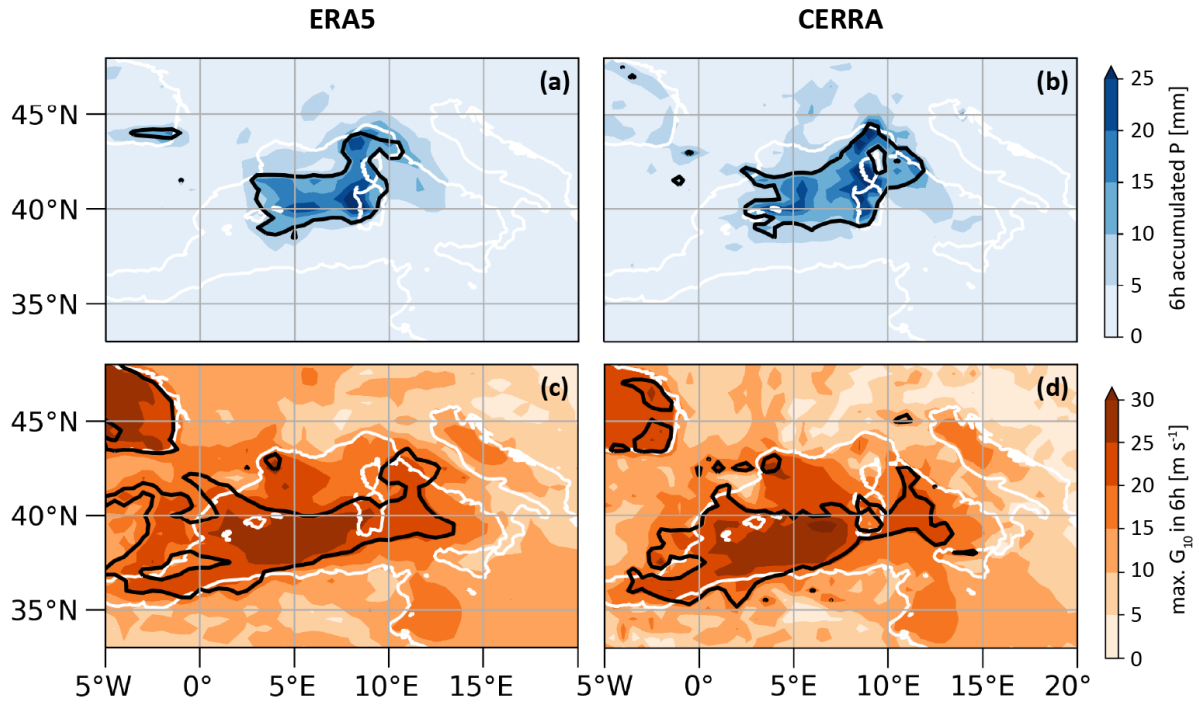 ERA5 CERRA
(a) (b)
45°N
40°N
35°N
25
20
15
10
5
0
6h accumulated P [mm]
(c) (d)
45°N
40°N
35°N
30
25
20
15
10
5
0
max. G10 in 6h [m s-1]
5°W 0° 5°E 10°E 15°E 5°W 0° 5°E 10°E 15°E 20°